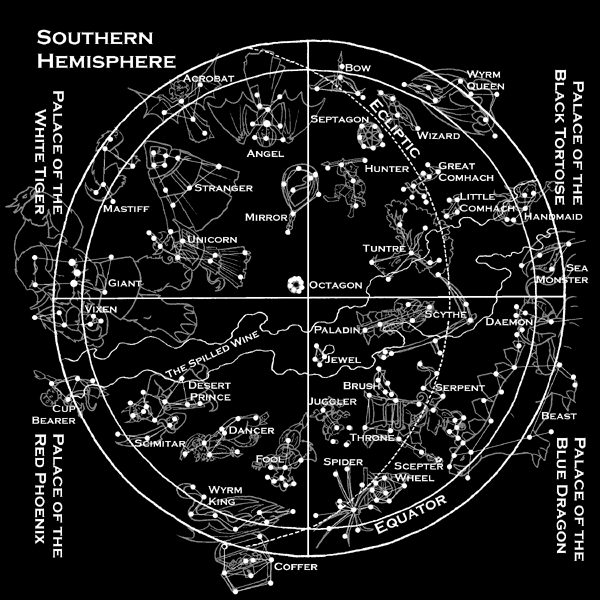 SOUTHERN
HEMISPHERE
PALACE OF THE
WHITE TIGER
PALACE OF THE
BLACK TORTOISE
ACROBAT
BOW
WYRM
QUEEN
ECLIPTIC
SEPTAGON
WIZARD
ANGEL
HUNTER
GREAT
COMHACH
STRANGER
LITTLE
COMHACH
HANDMAID
MASTIFF
MIRROR
UNICORN
TUNTRE
SEA
MONSTER
GIANT
OCTAGON
VIXEN
SCYTHE
DAEMON
PALADIN
THE SPILLED WINE
JEWEL
DESERT
PRINCE
BRUSH
SERPENT
CUP
BEARER
JUGGLER
BEAST
SCIMITAR
DANCER
THRONE
FOOL
SPIDER
SCEPTER
WHEEL
WYRM
KING
EQUATOR
COFFER
PALACE OF THE
RED PHOENIX
PALACE OF THE
BLUE DRAGON